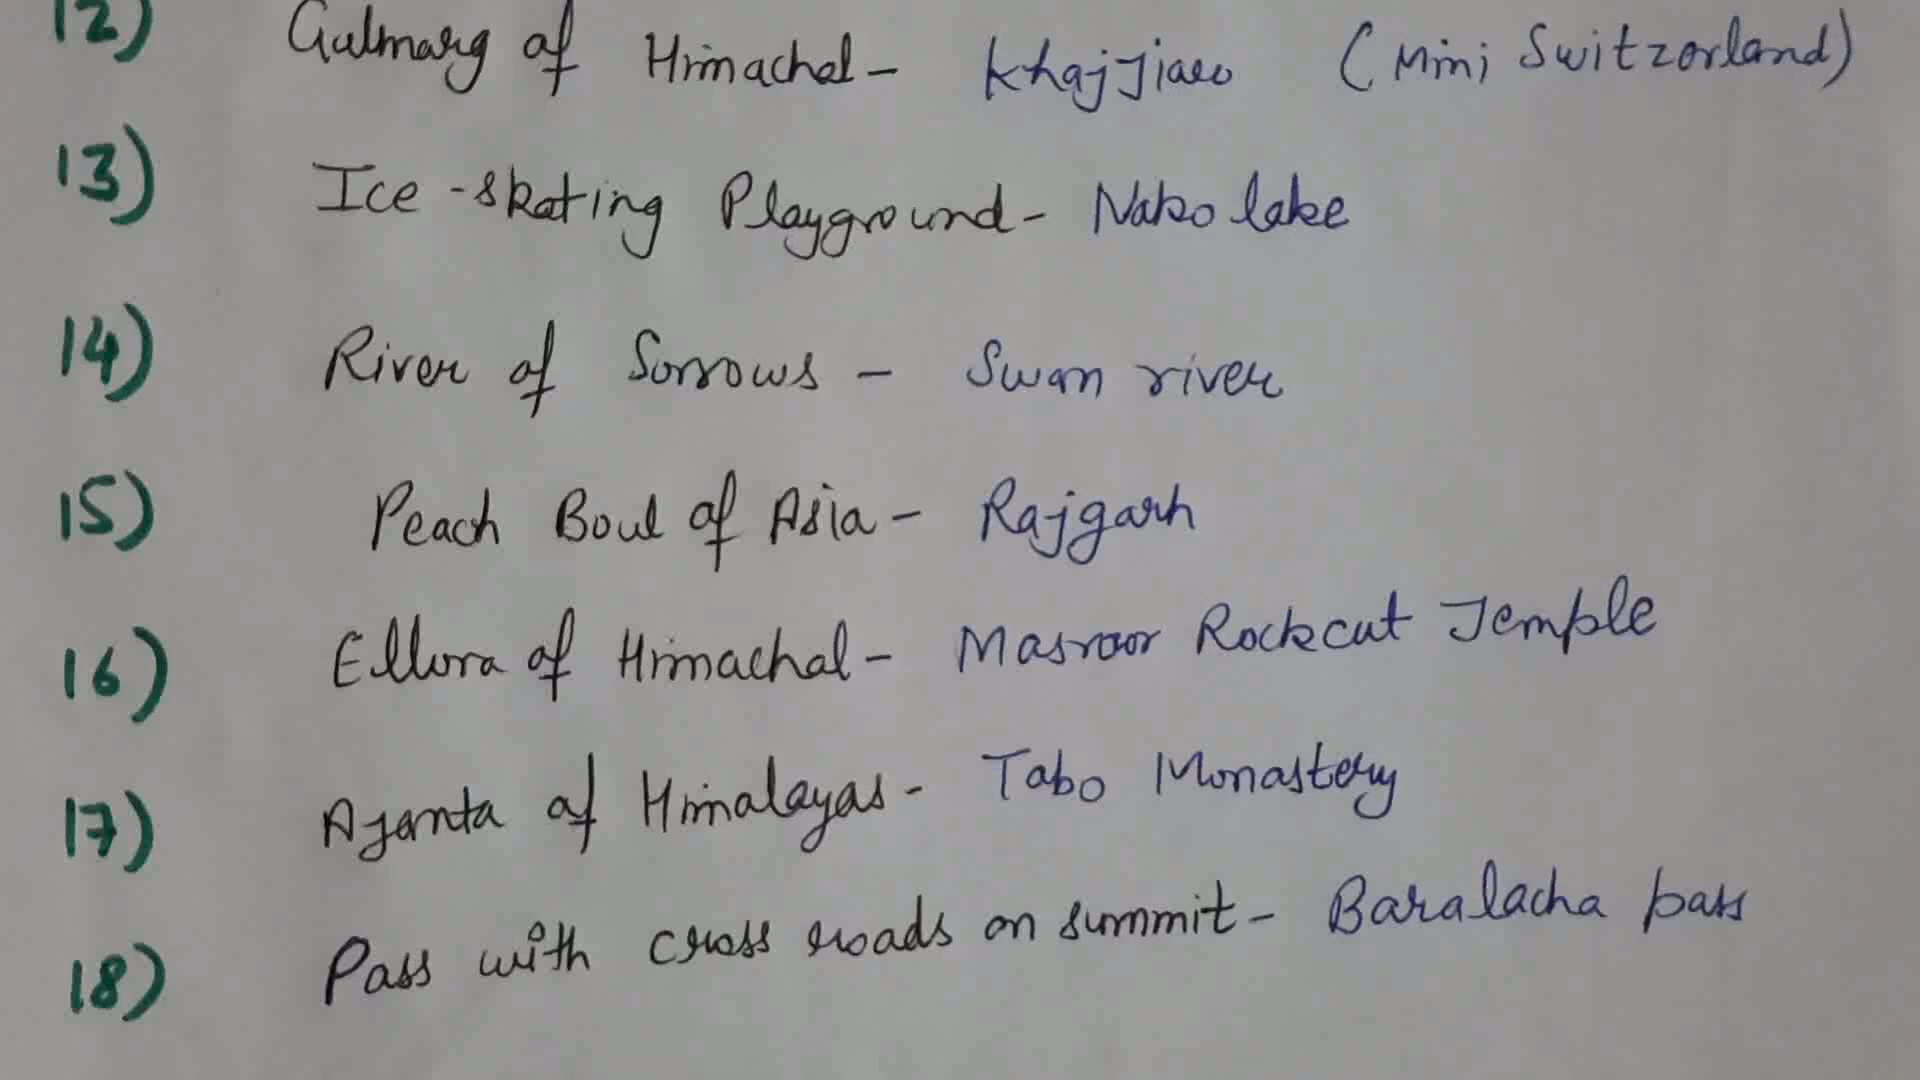 12) Gulmarg of Himachal - Khajjiar (Mini Switzorland)
13) Ice-skating Playground - Nako lake
14) River of Sorrows - Swan river
15) Peach Bowl of Asia - Rajgarh
16) Ellora of Himachal - Masroor Rockcut Temple
17) Ajanta of Himalayas - Tabo Monastery
18) Pass with cross roads on summit - Baralacha pass